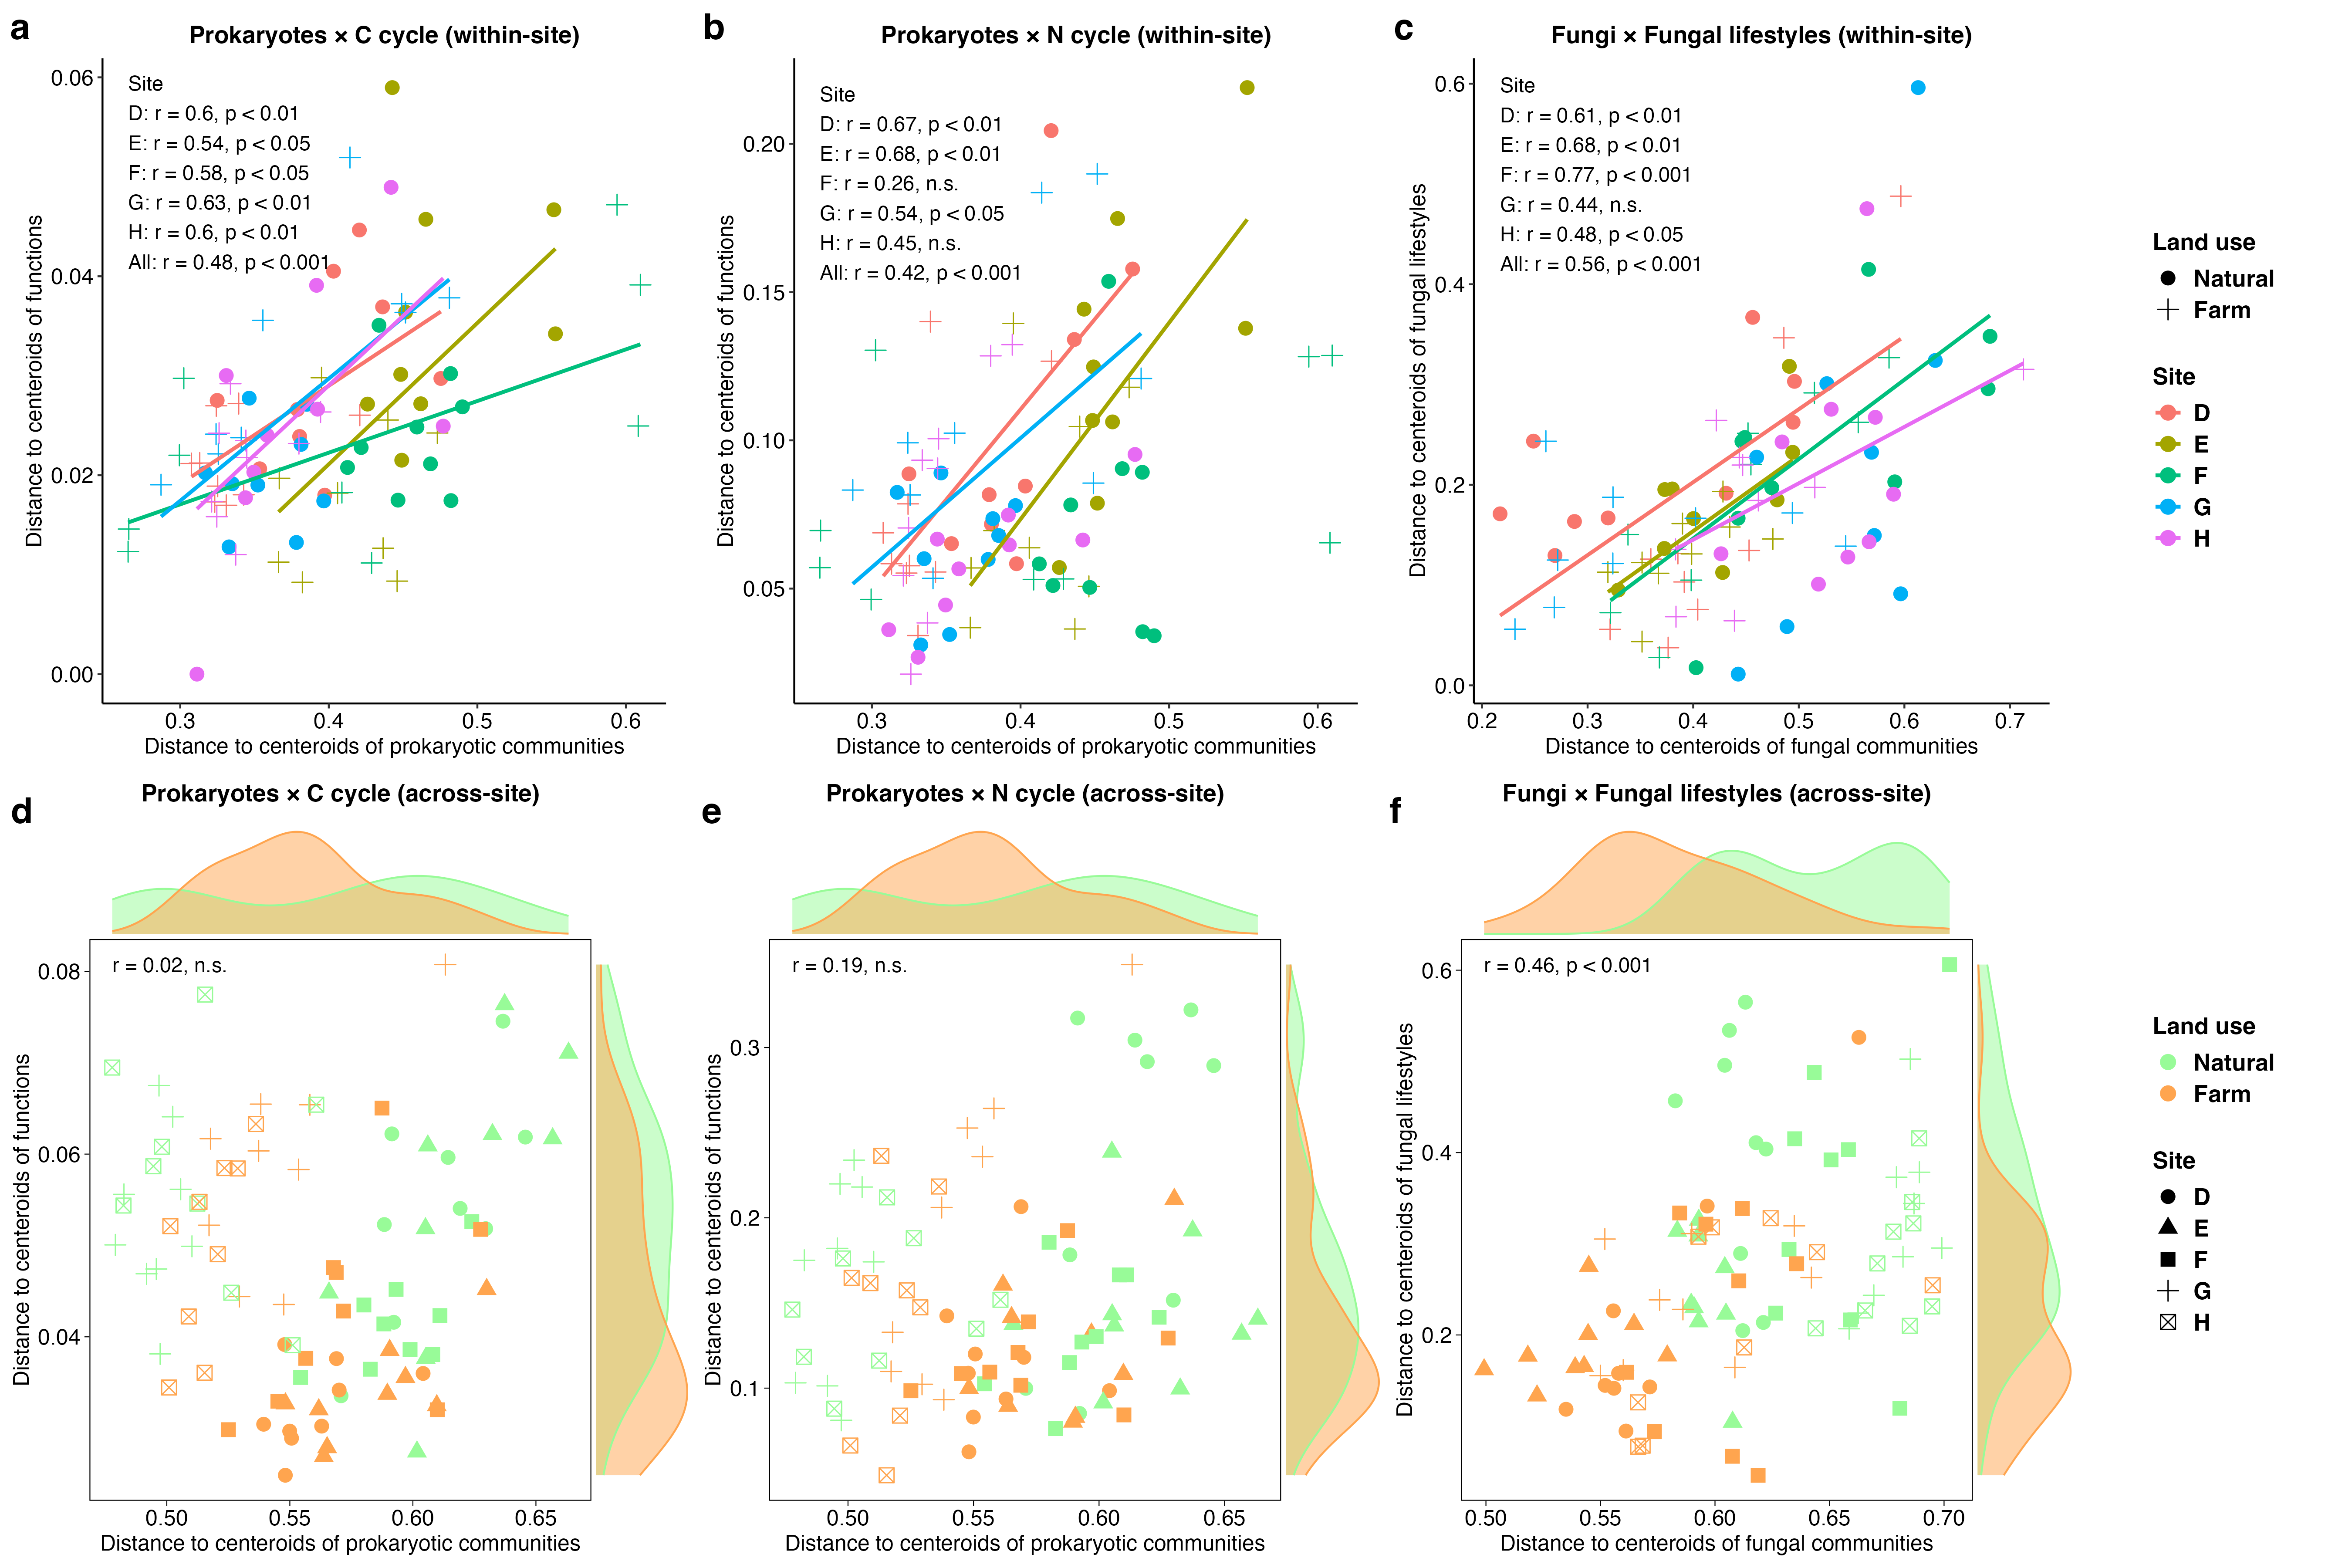 a
Prokaryotes × C cycle (within-site)
Site
D: r = 0.6, p < 0.01
E: r = 0.54, p < 0.05
F: r = 0.58, p < 0.05
G: r = 0.63, p < 0.01
H: r = 0.6, p < 0.01
All: r = 0.48, p < 0.001
0.06
0.04
0.02
0.00
Distance to centeroids of functions
0.3 0.4 0.5 0.6
Distance to centeroids of prokaryotic communities
b
Prokaryotes × N cycle (within-site)
Site
D: r = 0.67, p < 0.01
E: r = 0.68, p < 0.01
F: r = 0.26, n.s.
G: r = 0.54, p < 0.05
H: r = 0.45, n.s.
All: r = 0.42, p < 0.001
0.20
0.15
0.10
0.05
Distance to centeroids of functions
0.3 0.4 0.5 0.6
Distance to centeroids of prokaryotic communities
c
Fungi × Fungal lifestyles (within-site)
Site
D: r = 0.61, p < 0.01
E: r = 0.68, p < 0.01
F: r = 0.77, p < 0.001
G: r = 0.44, n.s.
H: r = 0.48, p < 0.05
All: r = 0.56, p < 0.001
0.6
0.4
0.2
0.0
Distance to centeroids of fungal lifestyles
0.2 0.3 0.4 0.5 0.6 0.7
Distance to centeroids of fungal communities
Land use
Natural
Farm
Site
D
E
F
G
H
d
Prokaryotes × C cycle (across-site)
r = 0.02, n.s.
0.08
0.06
0.04
Distance to centeroids of functions
0.50 0.55 0.60 0.65
Distance to centeroids of prokaryotic communities
e
Prokaryotes × N cycle (across-site)
r = 0.19, n.s.
0.3
0.2
0.1
Distance to centeroids of functions
0.50 0.55 0.60 0.65
Distance to centeroids of prokaryotic communities
f
Fungi × Fungal lifestyles (across-site)
r = 0.46, p < 0.001
0.6
0.4
0.2
Distance to centeroids of fungal lifestyles
0.50 0.55 0.60 0.65 0.70
Distance to centeroids of fungal communities
Land use
Natural
Farm
Site
D
E
F
G
H